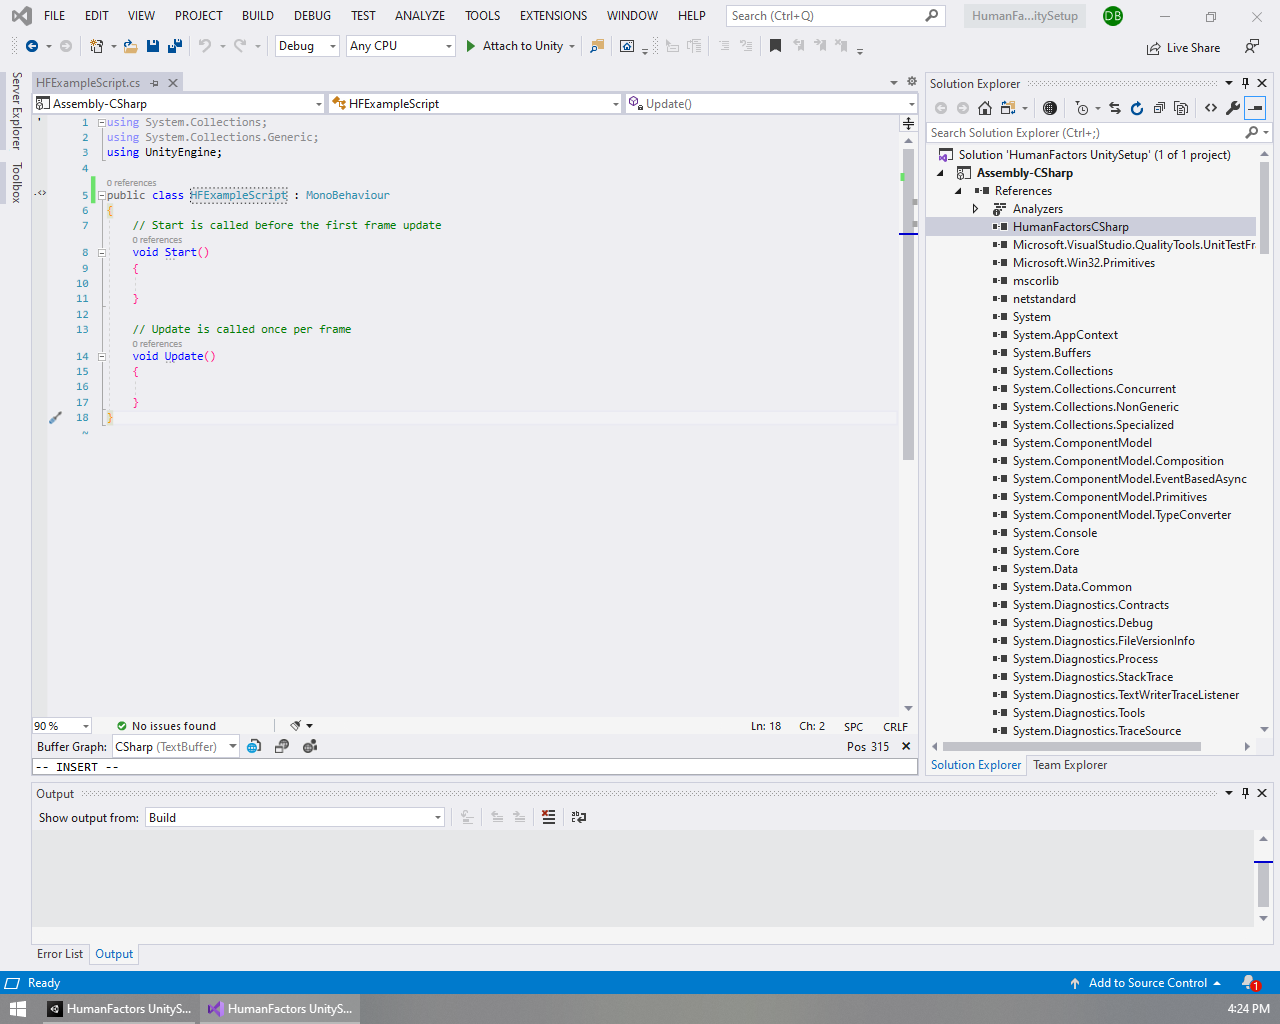 FILE EDIT VIEW PROJECT BUILD DEBUG TEST ANALYZE TOOLS EXTENSIONS WINDOW HELP Search (Ctrl+Q) HumanFa...itySetup DB
Debug Any CPU Attach to Unity Live Share
Server Explorer
Toolbox
HFExampleScript.cs
Assembly-CSharp HFExampleScript Update()
1 using System.Collections;
2 using System.Collections.Generic;
3 using UnityEngine;
4
0 references
5 public class HFExampleScript : MonoBehaviour
6 {
7 // Start is called before the first frame update
0 references
8 void Start()
9 {
10
11 }
12
13 // Update is called once per frame
0 references
14 void Update()
15 {
16
17 }
18 }
~
90 % No issues found Ln: 18 Ch: 2 SPC CRLF
Buffer Graph: CSharp (TextBuffer) Pos 315
-- INSERT --
Solution Explorer
Search Solution Explorer (Ctrl+;)
Solution 'HumanFactors UnitySetup' (1 of 1 project)
Assembly-CSharp
References
Analyzers
HumanFactorsCSharp
Microsoft.VisualStudio.QualityTools.UnitTestFr
Microsoft.Win32.Primitives
mscorlib
netstandard
System
System.AppContext
System.Buffers
System.Collections
System.Collections.Concurrent
System.Collections.NonGeneric
System.Collections.Specialized
System.ComponentModel
System.ComponentModel.Composition
System.ComponentModel.EventBasedAsync
System.ComponentModel.Primitives
System.ComponentModel.TypeConverter
System.Console
System.Core
System.Data
System.Data.Common
System.Diagnostics.Contracts
System.Diagnostics.Debug
System.Diagnostics.FileVersionInfo
System.Diagnostics.Process
System.Diagnostics.StackTrace
System.Diagnostics.TextWriterTraceListener
System.Diagnostics.Tools
System.Diagnostics.TraceSource
Solution Explorer Team Explorer
Output
Show output from: Build
Error List Output
Ready Add to Source Control 1
HumanFactors UnityS... HumanFactors UnityS... 4:24 PM